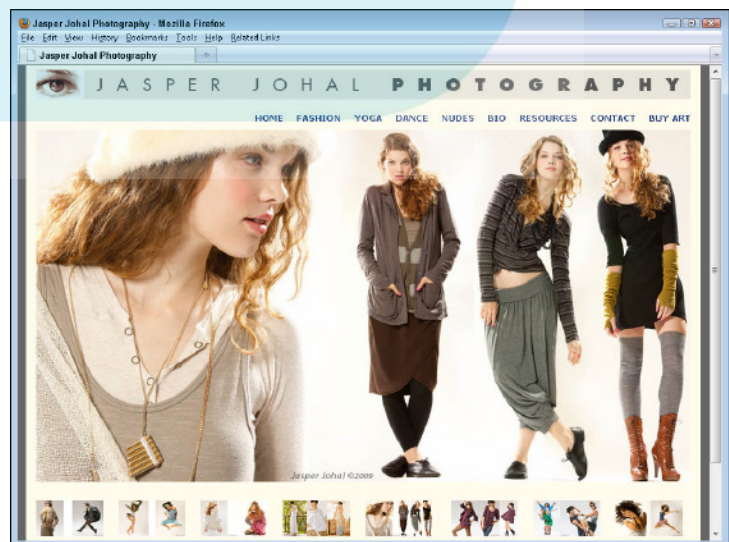 Jasper Johal Photography - Mozilla Firefox
File Edit View History Bookmarks Tools Help Related Links
Jasper Johal Photography
JASPER JOHAL PHOTOGRAPHY
HOME FASHION YOGA DANCE NUDES BIO RESOURCES CONTACT BUY ART
Jasper Johal ©2009